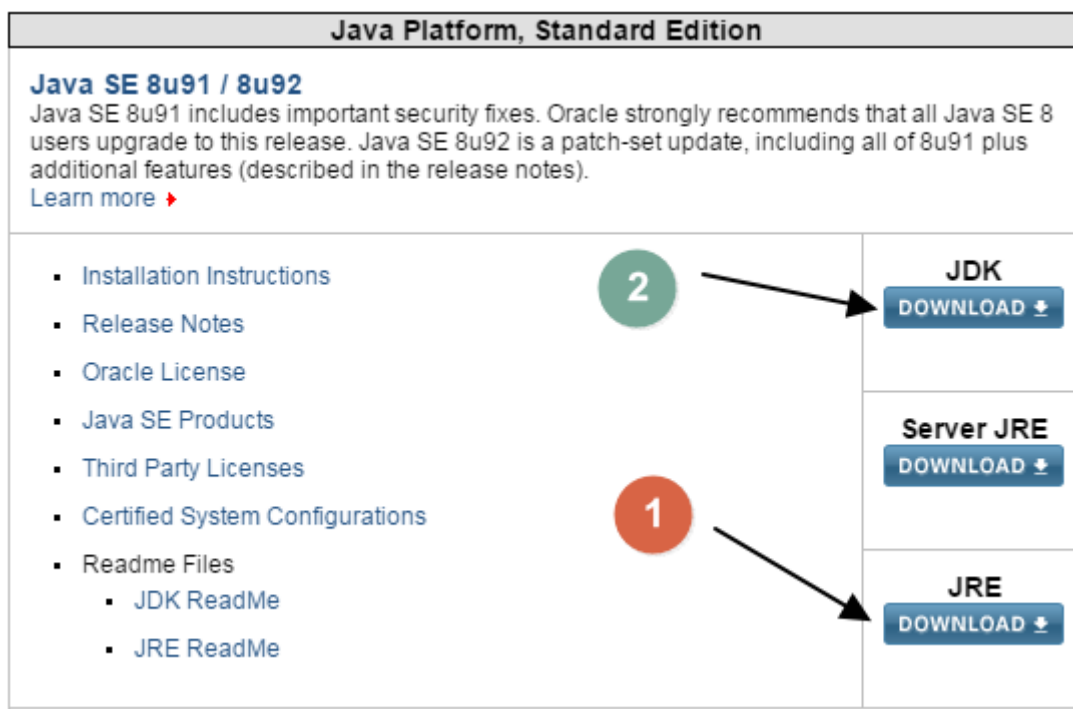 Java Platform, Standard Edition
Java SE 8u91 / 8u92
Java SE 8u91 includes important security fixes. Oracle strongly recommends that all Java SE 8
users upgrade to this release. Java SE 8u92 is a patch-set update, including all of 8u91 plus
additional features (described in the release notes).
Learn more
Installation Instructions
Release Notes
Oracle License
Java SE Products
Third Party Licenses
Certified System Configurations
Readme Files
JDK ReadMe
JRE ReadMe
2
1
JDK
DOWNLOAD
Server JRE
DOWNLOAD
JRE
DOWNLOAD